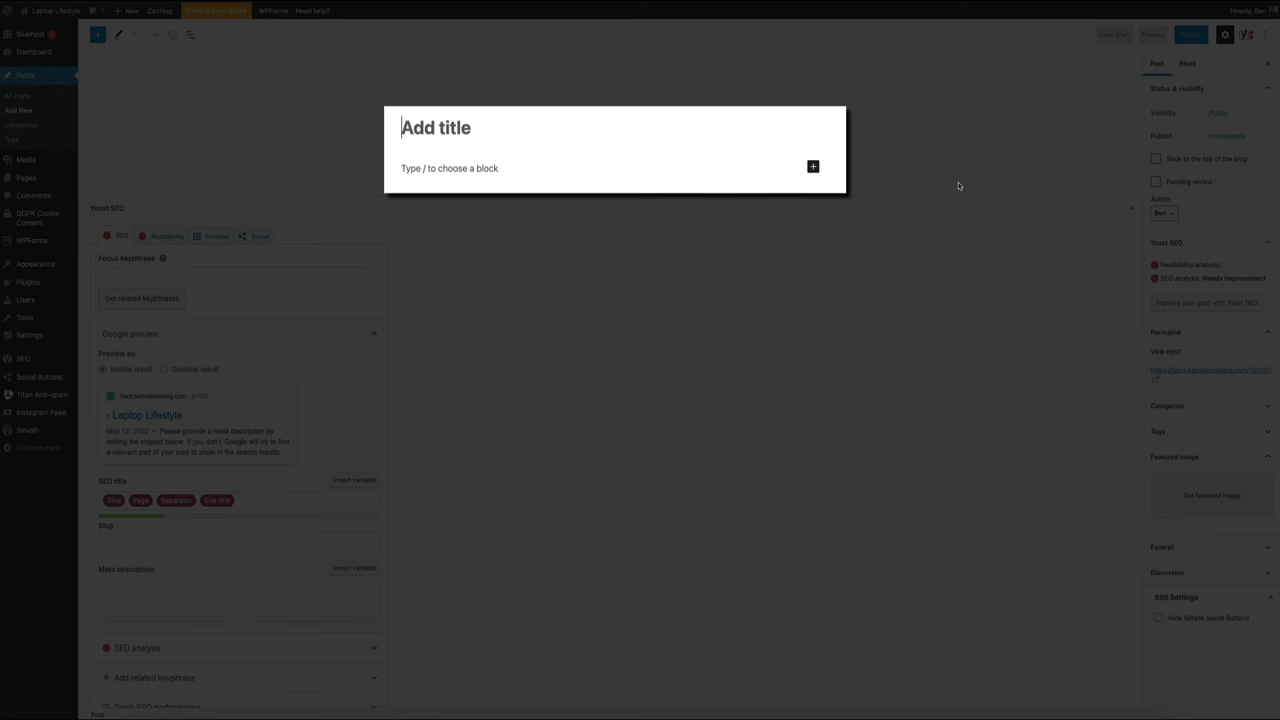 Laptop Lifestyle
New
Caching
Coming Soon Active
WPForms
Need help?
Howdy, Ben
Bluehost
Dashboard
Posts
All Posts
Add New
Categories
Tags
Media
Pages
Comments
GDPR Cookie
Consent
WPForms
Appearance
Plugins
Users
Tools
Settings
SEO
Social Buttons
Titan Anti-spam
Instagram Feed
Smush
Collapse menu
Save draft
Preview
Publish
Add title
Type / to choose a block
Yoast SEO
SEO
Readability
Schema
Social
Focus keyphrase
Get related keyphrases
Google preview
Preview as:
Mobile result
Desktop result
- Laptop Lifestyle
May 12, 2022 – Please provide a meta description by
editing the snippet below. If you don't, Google will try to find
a relevant part of your post to show in the search results.
SEO title
Insert variable
Title Page Separator Site title
Slug
Meta description
Insert variable
SEO analysis
Add related keyphrase
Track SEO performance
Post
Post
Block
Status & visibility
Visibility
Public
Publish
Immediately
Stick to the top of the blog
Pending review
Author
Ben
Yoast SEO
Readability analysis:
SEO analysis: Needs improvement
Improve your post with Yoast SEO
Permalink
VIEW POST
Categories
Tags
Featured image
Set featured image
Excerpt
Discussion
SSB Settings
Hide Simple Social Buttons